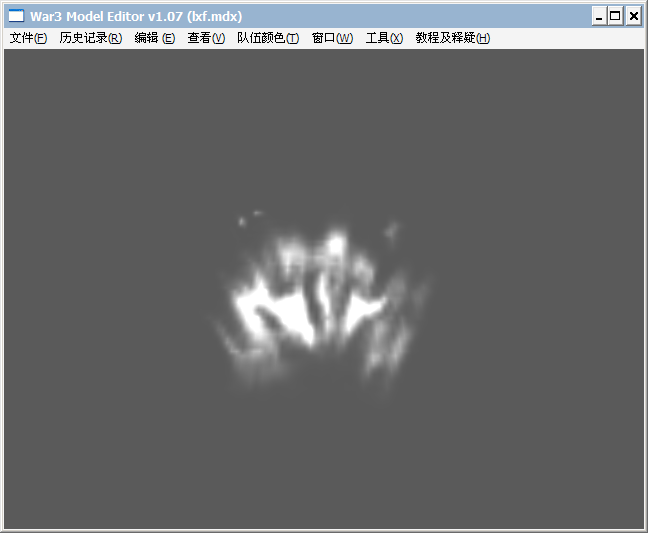 War3 Model Editor v1.07 (lxf.mdx)
文件(F) 历史记录(R) 编辑 (E) 查看(V) 队伍颜色(T) 窗口(W) 工具(X) 教程及释疑(H)